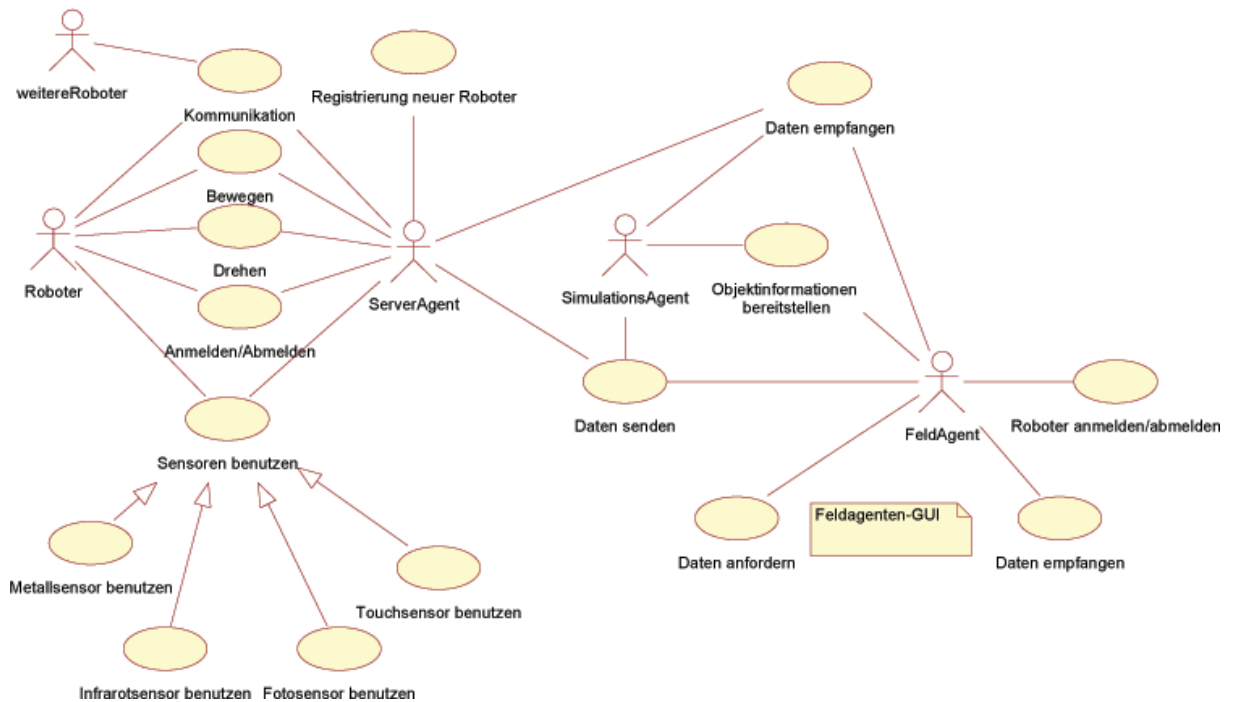 weitereRoboter
Kommunikation
Registrierung neuer Roboter
Daten empfangen
Bewegen
Roboter
Drehen
ServerAgent
SimulationsAgent
Objektinformationen
bereitstellen
Anmelden/Abmelden
Daten senden
FeldAgent
Roboter anmelden/abmelden
Sensoren benutzen
Feldagenten-GUI
Daten anfordern
Daten empfangen
Metallsensor benutzen
Touchsensor benutzen
Infrarotsensor benutzen
Fotosensor benutzen